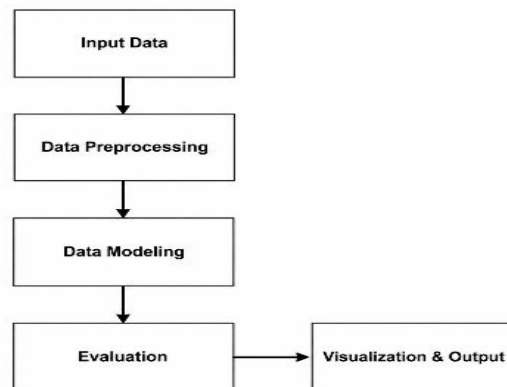 Input Data
Data Preprocessing
Data Modeling
Evaluation
Visualization & Output